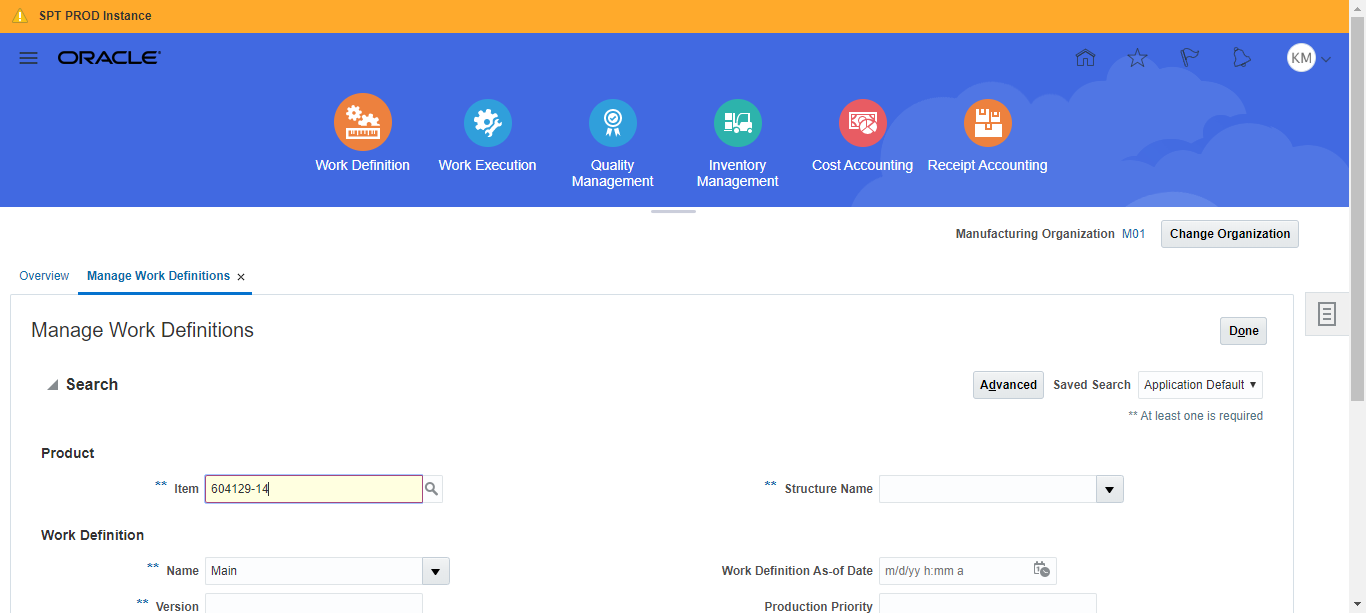 SPT PROD Instance
ORACLE
KM
Work Definition
Work Execution
Quality
Management
Inventory
Management
Cost Accounting
Receipt Accounting
Manufacturing Organization M01
Change Organization
Overview
Manage Work Definitions ×
Manage Work Definitions
Done
Search
Advanced
Saved Search
Application Default
** At least one is required
Product
** Item 604129-14
** Structure Name
Work Definition
** Name Main
Work Definition As-of Date m/d/yy h:mm a
** Version
Production Priority